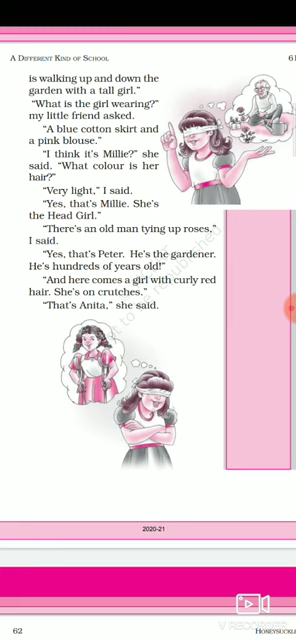 A DIFFERENT KIND OF SCHOOL
61
is walking up and down the
garden with a tall girl.”
“What is the girl wearing?”
my little friend asked.
“A blue cotton skirt and
a pink blouse.”
“I think it’s Millie?” she
said. “What colour is her
hair?”
“Very light,” I said.
“Yes, that’s Millie. She’s
the Head Girl.”
“There’s an old man tying up roses,”
I said.
“Yes, that’s Peter. He’s the gardener.
He’s hundreds of years old!”
“And here comes a girl with curly red
hair. She’s on crutches.”
“That’s Anita,” she said.
2020-21
62
HONEYSUCKLE
V RECORDER